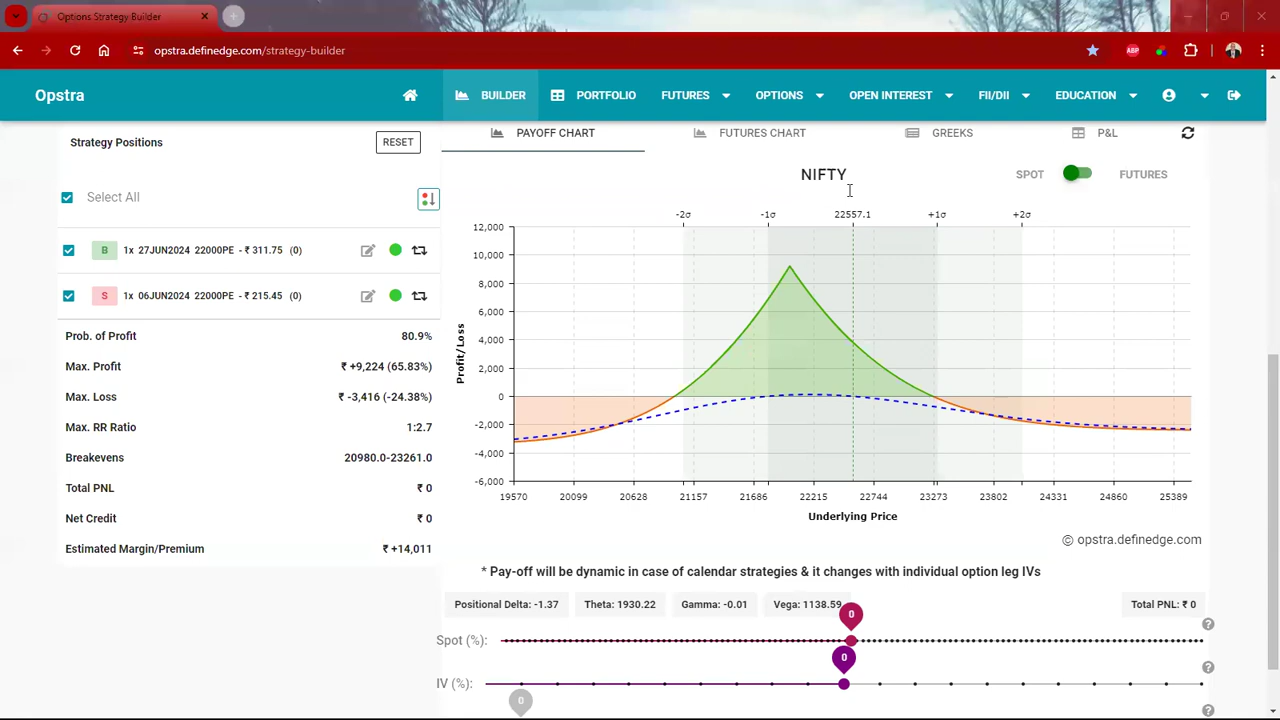 Options Strategy Builder
opstra.definedge.com/strategy-builder
ABP
Opstra
BUILDER
PORTFOLIO
FUTURES
OPTIONS
OPEN INTEREST
FII/DII
EDUCATION
Strategy Positions
RESET
Select All
B 1x 27JUN2024 22000PE - ₹ 311.75 (0)
S 1x 06JUN2024 22000PE - ₹ 215.45 (0)
Prob. of Profit 80.9%
Max. Profit ₹ +9,224 (65.83%)
Max. Loss ₹ -3,416 (-24.38%)
Max. RR Ratio 1:2.7
Breakevens 20980.0-23261.0
Total PNL ₹ 0
Net Credit ₹ 0
Estimated Margin/Premium ₹ +14,011
PAYOFF CHART
FUTURES CHART
GREEKS
P&L
NIFTY
SPOT
FUTURES
-2σ -1σ 22557.1 +1σ +2σ
12,000
10,000
8,000
6,000
4,000
2,000
0
-2,000
-4,000
-6,000
Profit/Loss
19570 20099 20628 21157 21686 22215 22744 23273 23802 24331 24860 25389
Underlying Price
© opstra.definedge.com
* Pay-off will be dynamic in case of calendar strategies & it changes with individual option leg IVs
Positional Delta: -1.37
Theta: 1930.22
Gamma: -0.01
Vega: 1138.59
Total PNL: ₹ 0
0
Spot (%):
?
0
IV (%):
?
0
?